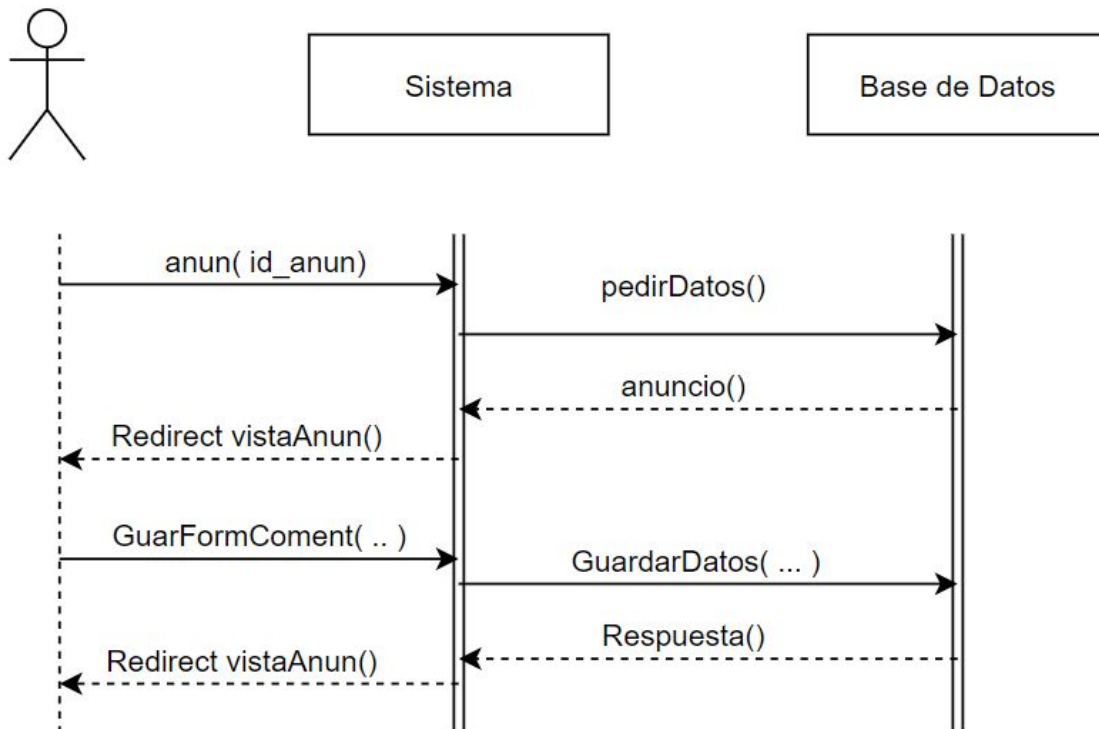 Sistema
Base de Datos
anun( id_anun)
pedirDatos()
anuncio()
Redirect vistaAnun()
GuarFormComent( .. )
GuardarDatos( ... )
Respuesta()
Redirect vistaAnun()